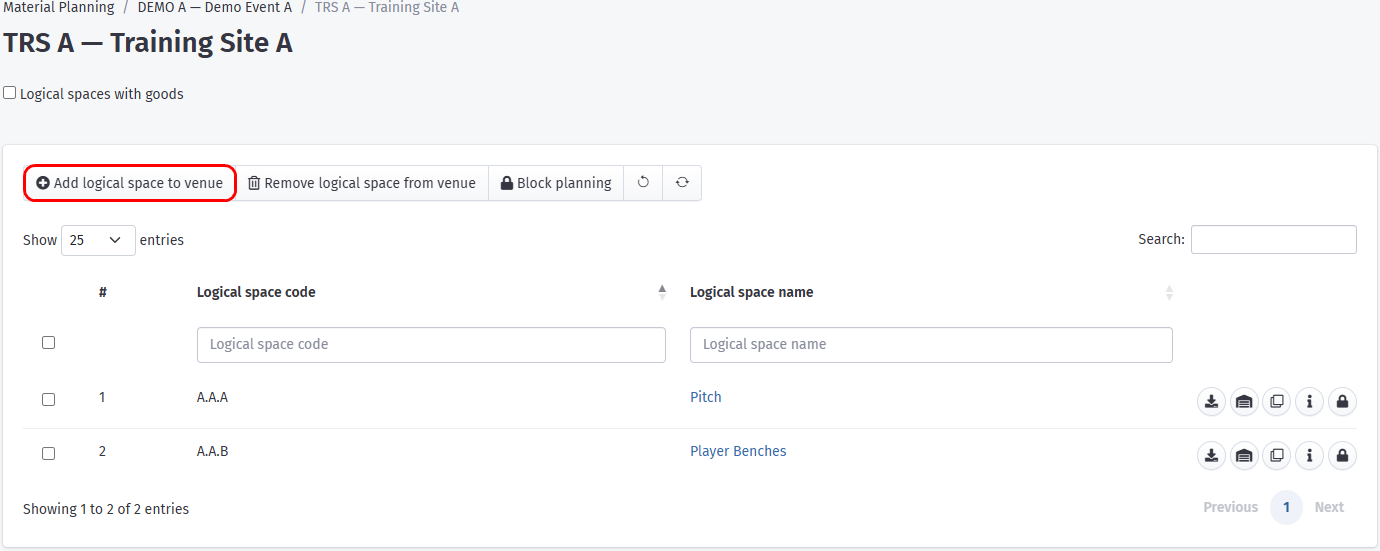 Material Planning / DEMO A — Demo Event A / TRS A — Training Site A
TRS A — Training Site A
Logical spaces with goods
Add logical space to venue Remove logical space from venue Block planning
Show 25 entries Search:
# Logical space code Logical space name
Logical space code Logical space name
1 A.A.A Pitch
2 A.A.B Player Benches
Showing 1 to 2 of 2 entries Previous 1 Next